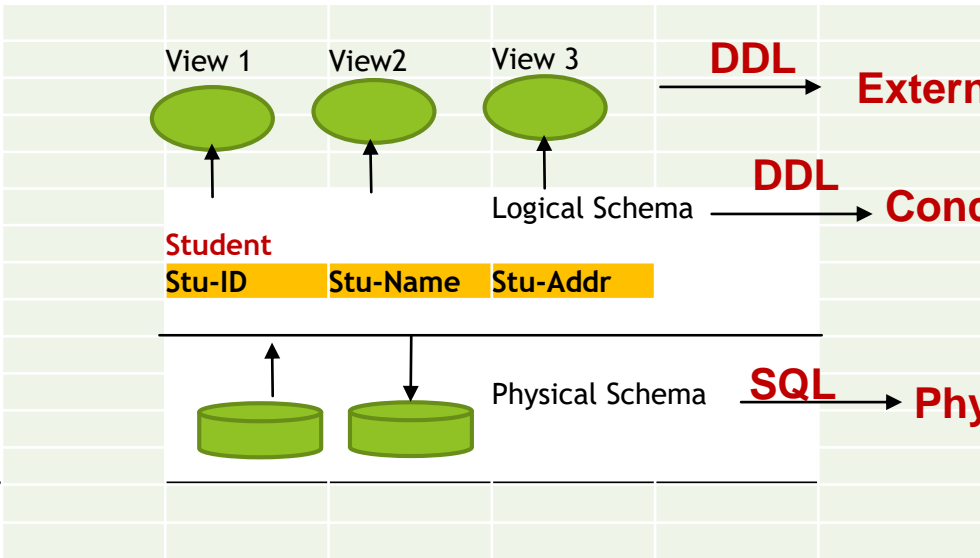 View 1 View2 View 3 DDL
Extern
DDL
Logical Schema
Student
Stu-ID Stu-Name Stu-Addr
Physical Schema SQL
Phy